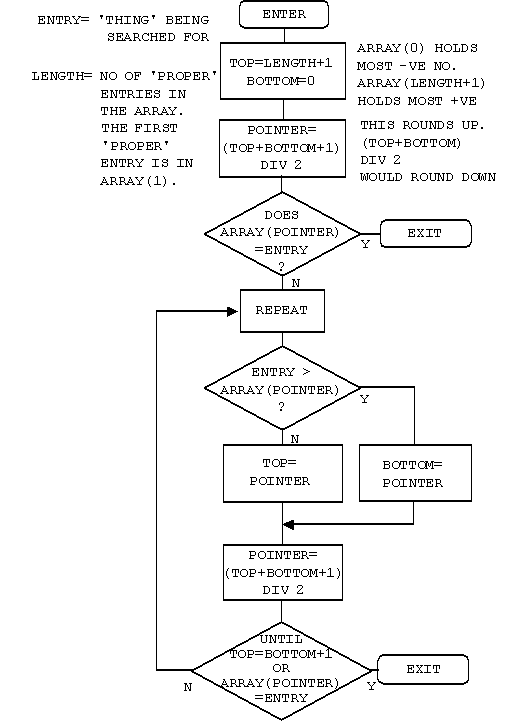 ENTER
ENTRY= 'THING' BEING
SEARCHED FOR
TOP=LENGTH+1
BOTTOM=0
ARRAY(0) HOLDS
MOST -VE NO.
ARRAY(LENGTH+1)
HOLDS MOST +VE
LENGTH= NO OF 'PROPER'
ENTRIES IN
THE ARRAY.
THE FIRST
'PROPER'
ENTRY IS IN
ARRAY(1).
POINTER=
(TOP+BOTTOM+1)
DIV 2
THIS ROUNDS UP.
(TOP+BOTTOM)
DIV 2
WOULD ROUND DOWN
DOES
ARRAY(POINTER)
=ENTRY
?
Y
EXIT
N
REPEAT
ENTRY >
ARRAY(POINTER)
?
Y
N
TOP=
POINTER
BOTTOM=
POINTER
POINTER=
(TOP+BOTTOM+1)
DIV 2
UNTIL
TOP=BOTTOM+1
OR
ARRAY(POINTER)
=ENTRY
N
Y
EXIT